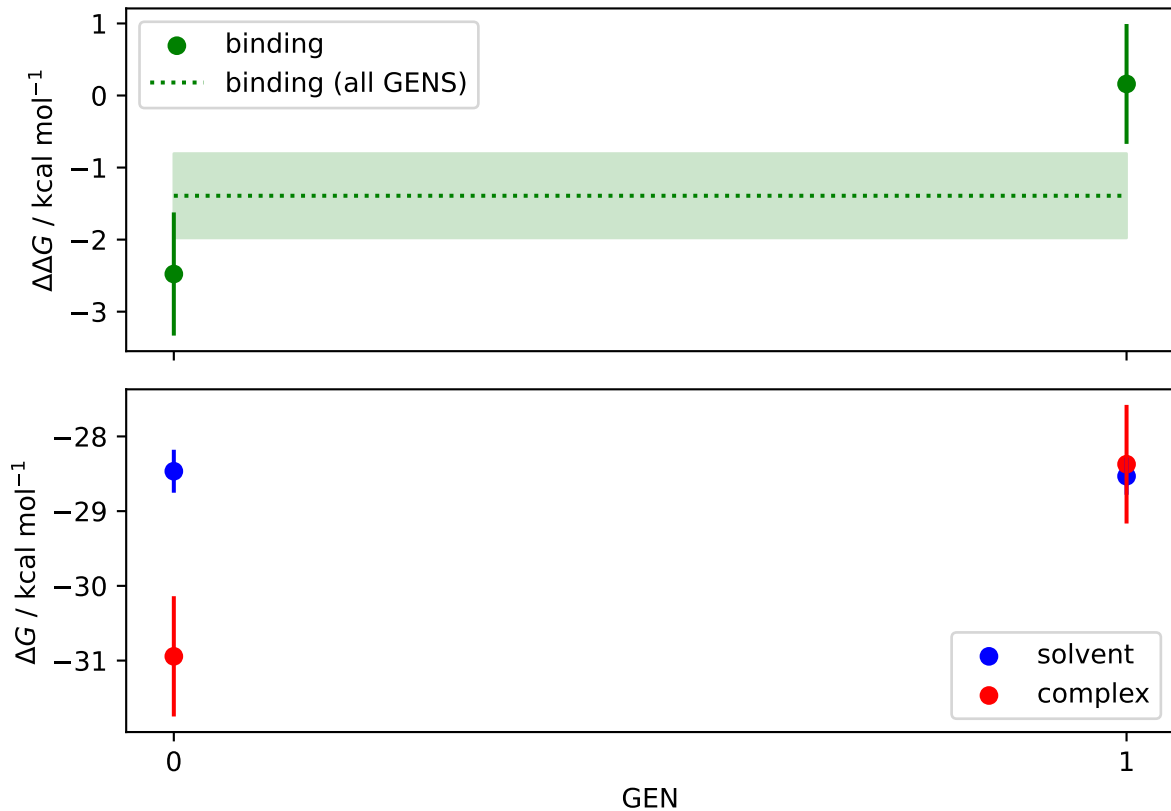 1
0
−1
−2
−3
ΔΔG / kcal mol⁻¹
binding
binding (all GENS)
−28
−29
−30
−31
ΔG / kcal mol⁻¹
solvent
complex
0 1
GEN